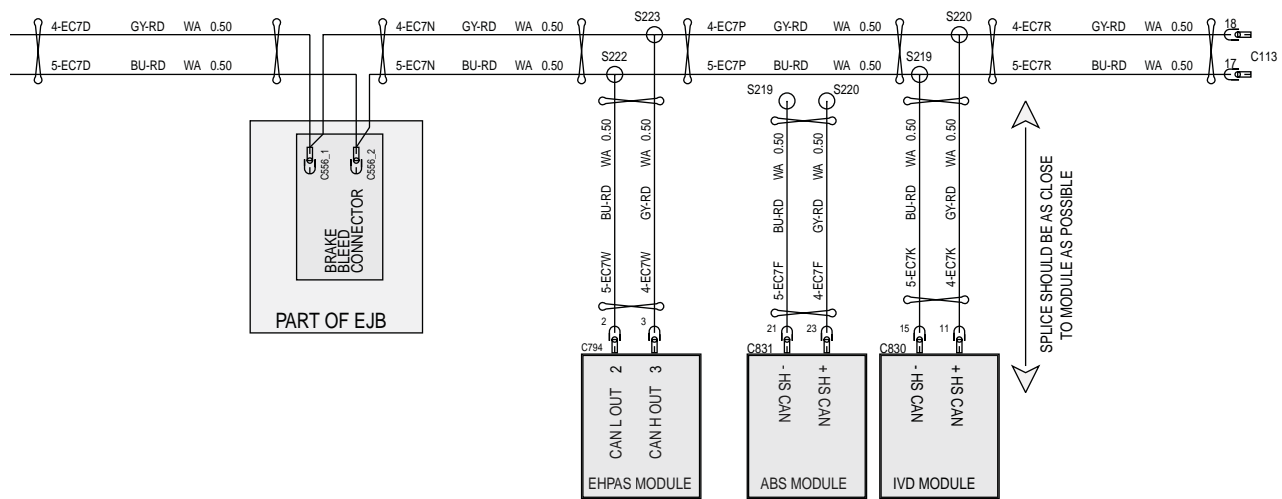 S223
S220
18
4-EC7D GY-RD WA 0.50
4-EC7N GY-RD WA 0.50
4-EC7P GY-RD WA 0.50
4-EC7R GY-RD WA 0.50
C113
S222
S219
17
5-EC7D BU-RD WA 0.50
5-EC7N BU-RD WA 0.50
5-EC7P BU-RD WA 0.50
5-EC7R BU-RD WA 0.50
S219
S220
C556_1
C556_2
BRAKE
BLEED
CONNECTOR
PART OF EJB
5-EC7W BU-RD WA 0.50
4-EC7W GY-RD WA 0.50
5-EC7F BU-RD WA 0.50
4-EC7F GY-RD WA 0.50
5-EC7K BU-RD WA 0.50
4-EC7K GY-RD WA 0.50
SPLICE SHOULD BE AS CLOSE
TO MODULE AS POSSIBLE
2
3
21
23
15
11
C794
C831
C830
CAN L OUT 2
CAN H OUT 3
- HS CAN
+ HS CAN
- HS CAN
+ HS CAN
EHPAS MODULE
ABS MODULE
IVD MODULE